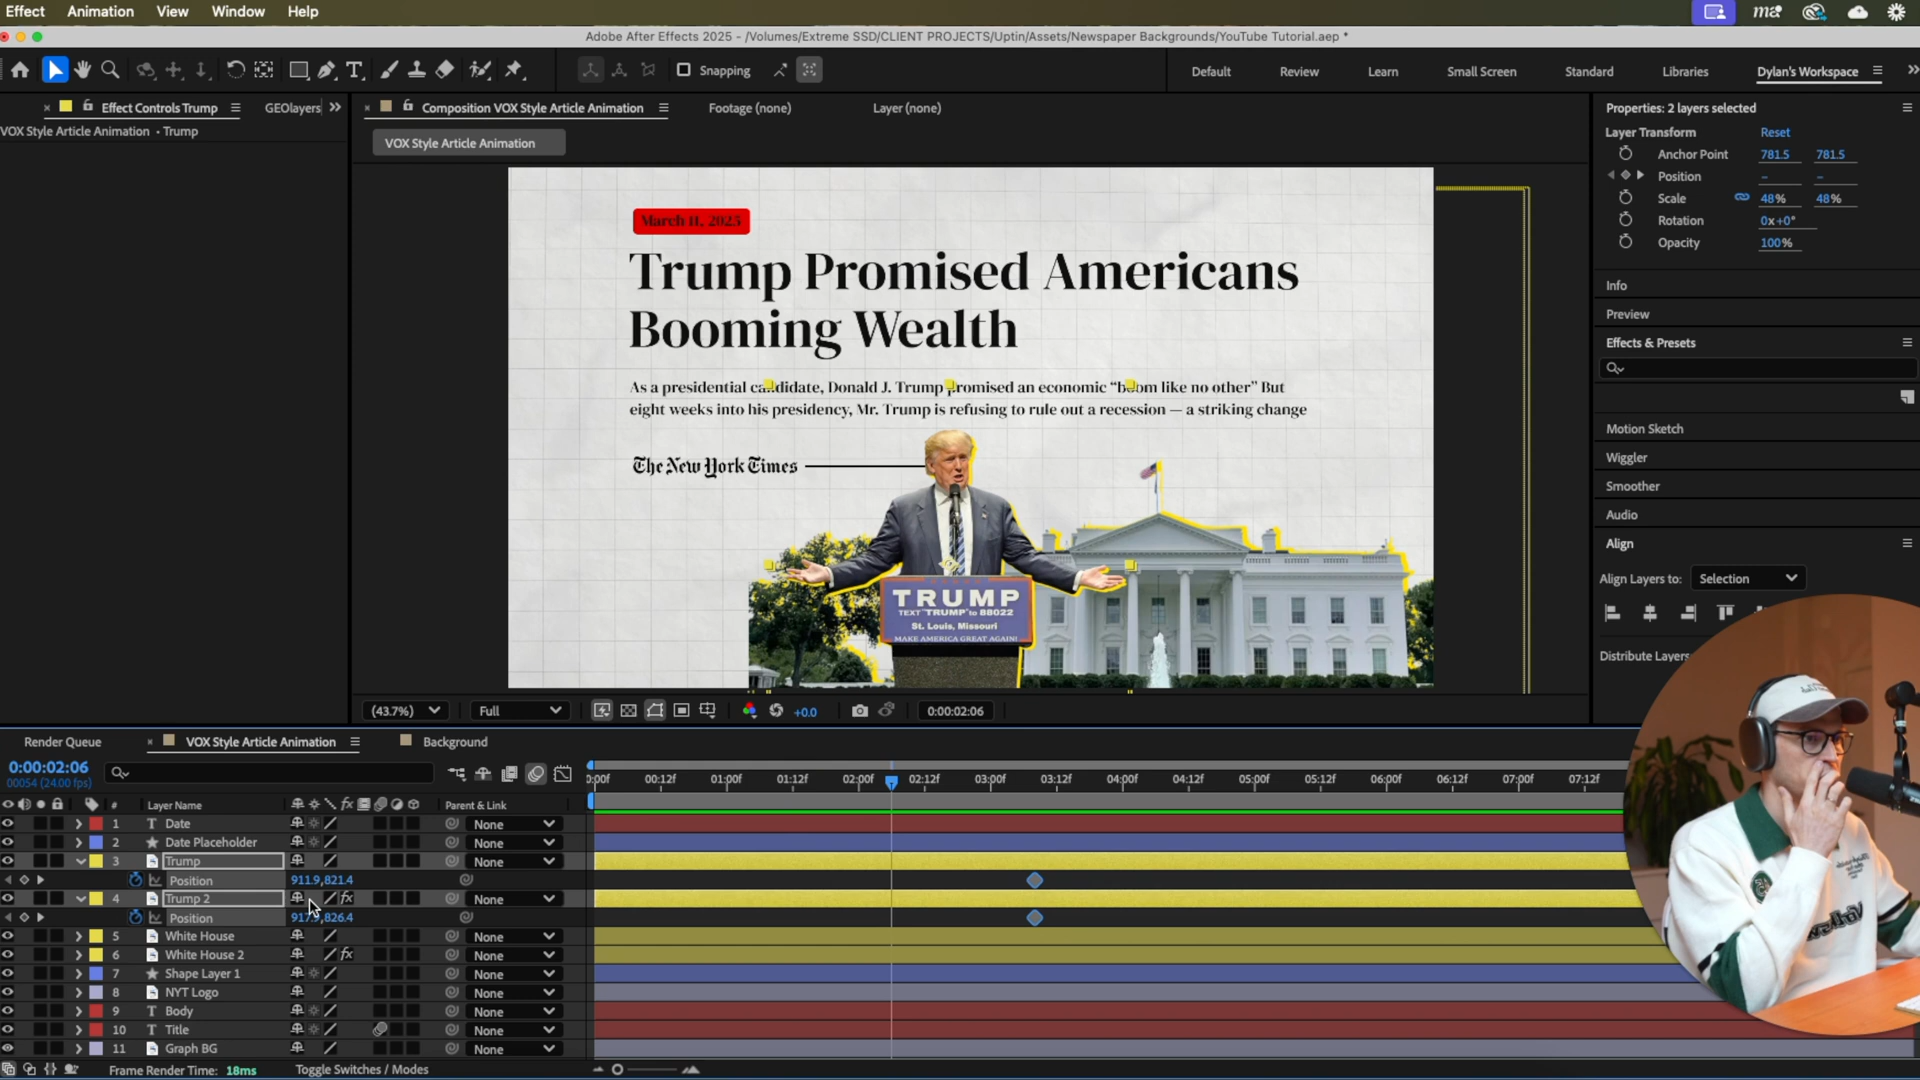 Effect Animation View Window Help
Adobe After Effects 2025 - /Volumes/Extreme SSD/CLIENT PROJECTS/Uptin/Assets/Newspaper Backgrounds/YouTube Tutorial.aep *
Snapping
Default Review Learn Small Screen Standard Libraries Dylan's Workspace
Effect Controls Trump GEOlayers
VOX Style Article Animation • Trump
Composition VOX Style Article Animation Footage (none) Layer (none)
VOX Style Article Animation
March 11, 2025
Trump Promised Americans
Booming Wealth
As a presidential candidate, Donald J. Trump promised an economic “boom like no other” But
eight weeks into his presidency, Mr. Trump is refusing to rule out a recession — a striking change
The New York Times
TRUMP
TEXT "TRUMP" to 88022
St. Louis, Missouri
MAKE AMERICA GREAT AGAIN!
(43.7%) Full +0.0 0:00:02:06
Properties: 2 layers selected
Layer Transform Reset
Anchor Point 781.5 781.5
Position – –
Scale 48% 48%
Rotation 0x+0°
Opacity 100%
Info
Preview
Effects & Presets
Motion Sketch
Wiggler
Smoother
Audio
Align
Align Layers to: Selection
Distribute Layers
Render Queue VOX Style Article Animation Background
0:00:02:06
00054 (24.00 fps)
:00f 00:12f 01:00f 01:12f 02:00f 02:12f 03:00f 03:12f 04:00f 04:12f 05:00f 05:12f 06:00f 06:12f 07:00f 07:12f
# Layer Name fx Parent & Link
1 T Date None
2 Date Placeholder None
3 Trump None
Position 911.9,821.4
4 Trump 2 fx None
Position 917.9,826.4
5 White House None
6 White House 2 fx None
7 Shape Layer 1 None
8 NYT Logo None
9 T Body None
10 T Title None
11 Graph BG None
Frame Render Time: 18ms Toggle Switches / Modes